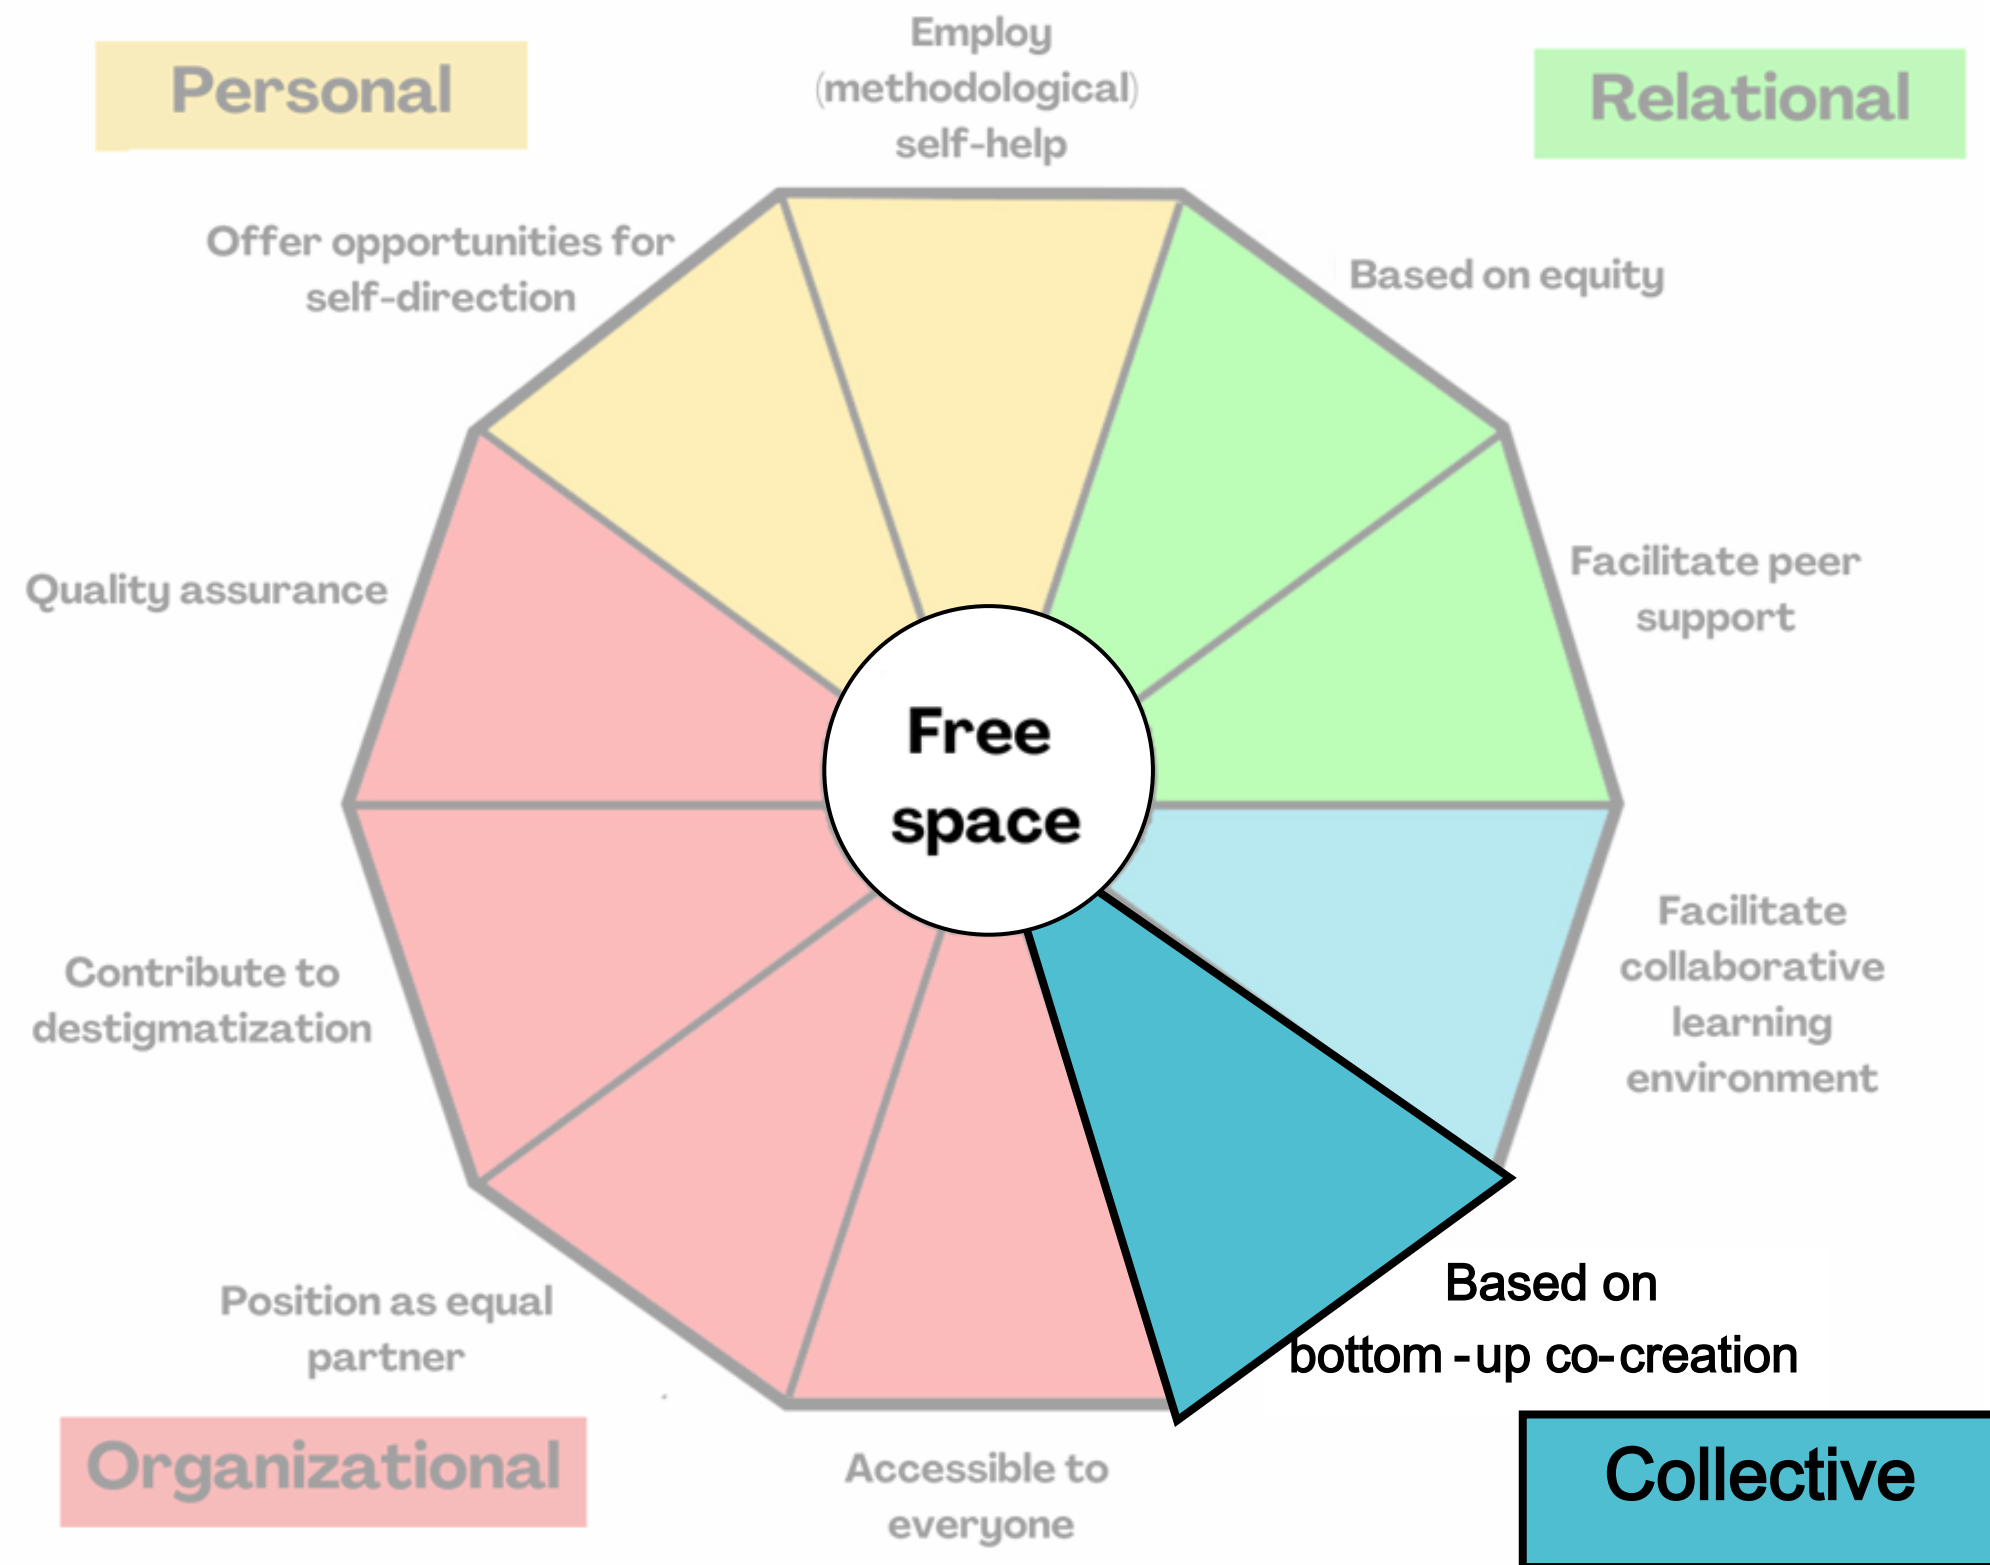 Personal
Employ
(methodological)
self-help
Relational
Offer opportunities for
self-direction
Based on equity
Quality assurance
Facilitate peer
support
Free
space
Contribute to
destigmatization
Facilitate
collaborative
learning
environment
Position as equal
partner
Based on
bottom -up co-creation
Organizational
Accessible to
everyone
Collective